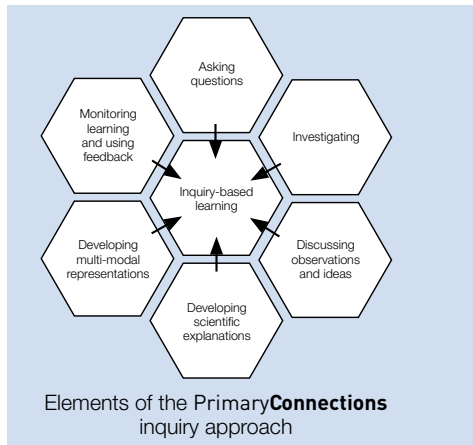 Asking
questions
Monitoring
learning
and using
feedback
Investigating
Inquiry-based
learning
Developing
multi-modal
representations
Discussing
observations
and ideas
Developing
scientific
explanations
Elements of the PrimaryConnections
inquiry approach